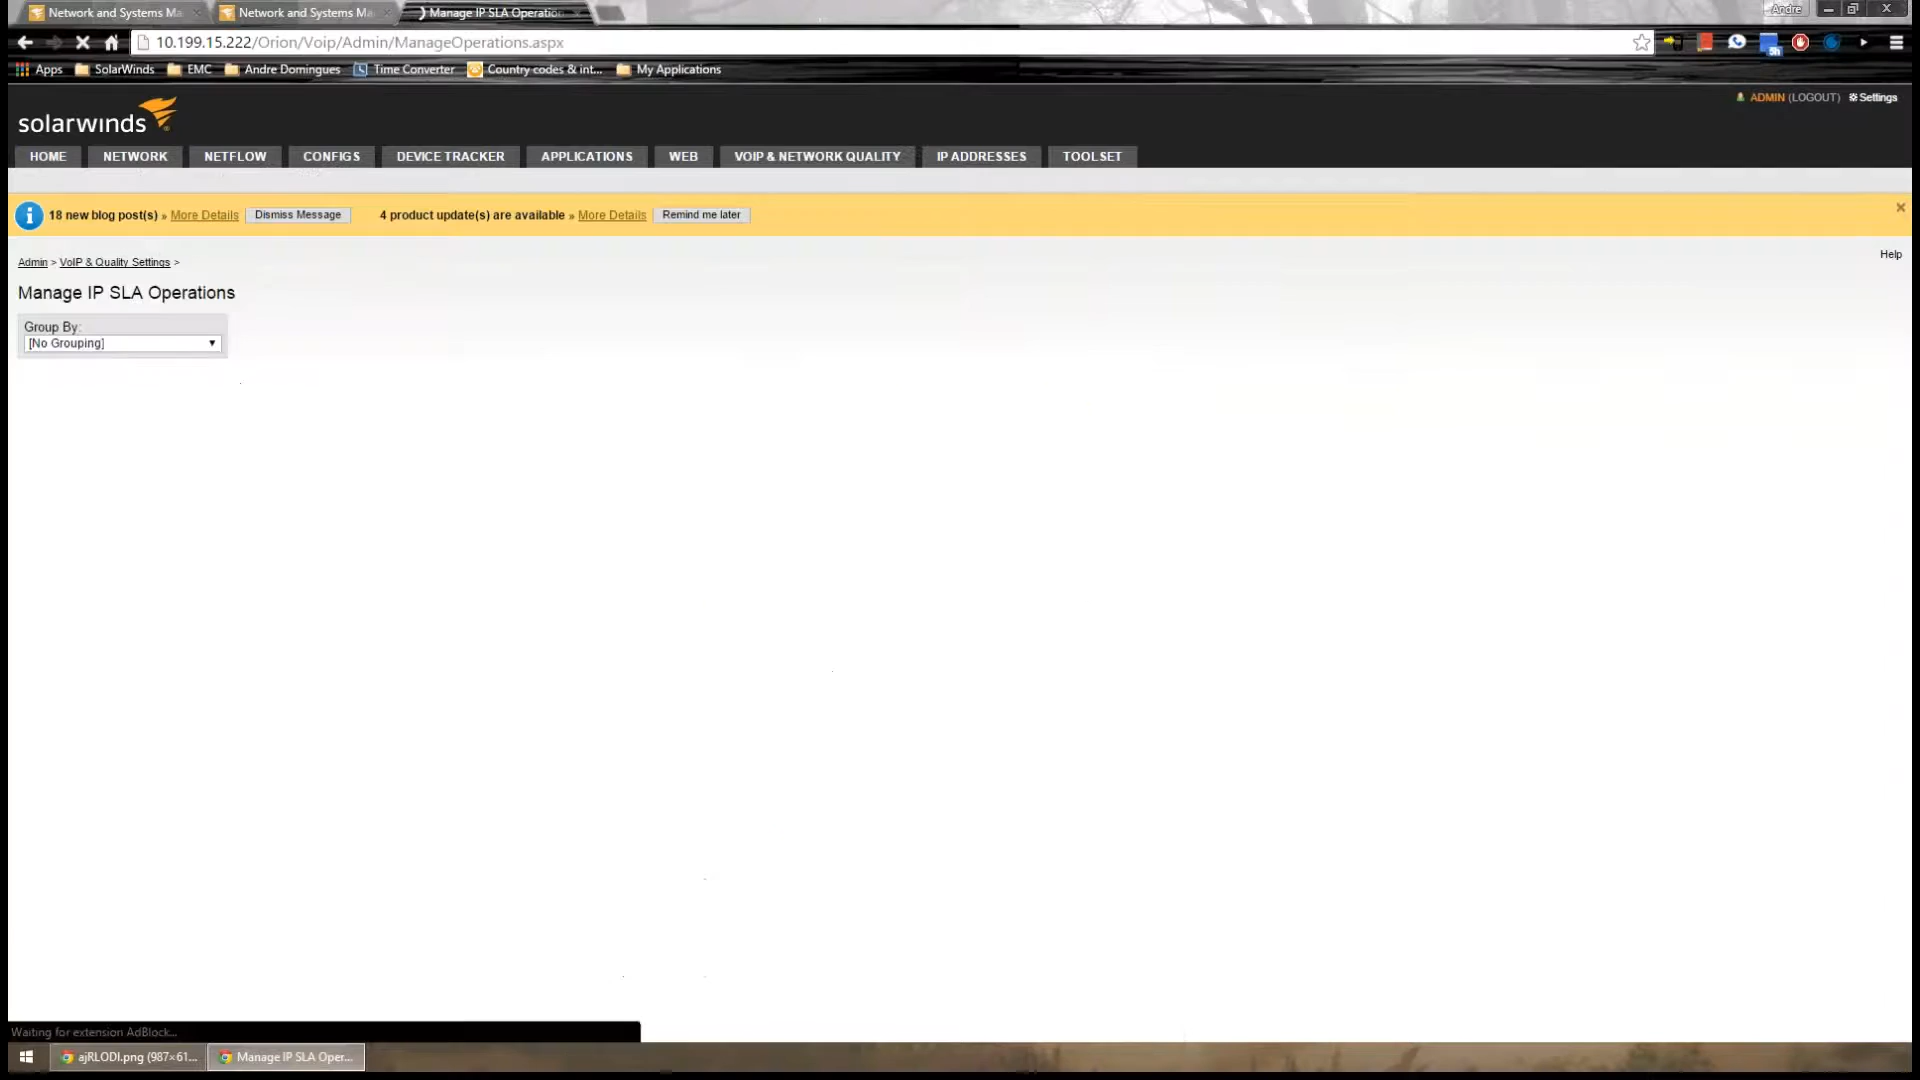 Network and Systems Ma
Network and Systems Ma
Manage IP SLA Operation
Andre
10.199.15.222/Orion/Voip/Admin/ManageOperations.aspx
Apps SolarWinds EMC Andre Domingues Time Converter Country codes & int... My Applications
solarwinds
ADMIN (LOGOUT) Settings
HOME NETWORK NETFLOW CONFIGS DEVICE TRACKER APPLICATIONS WEB VOIP & NETWORK QUALITY IP ADDRESSES TOOLSET
18 new blog post(s) » More Details Dismiss Message 4 product update(s) are available » More Details Remind me later
Admin > VoIP & Quality Settings >
Help
Manage IP SLA Operations
Group By:
[No Grouping]
Waiting for extension AdBlock...
ajRLODI.png (987×61... Manage IP SLA Oper...